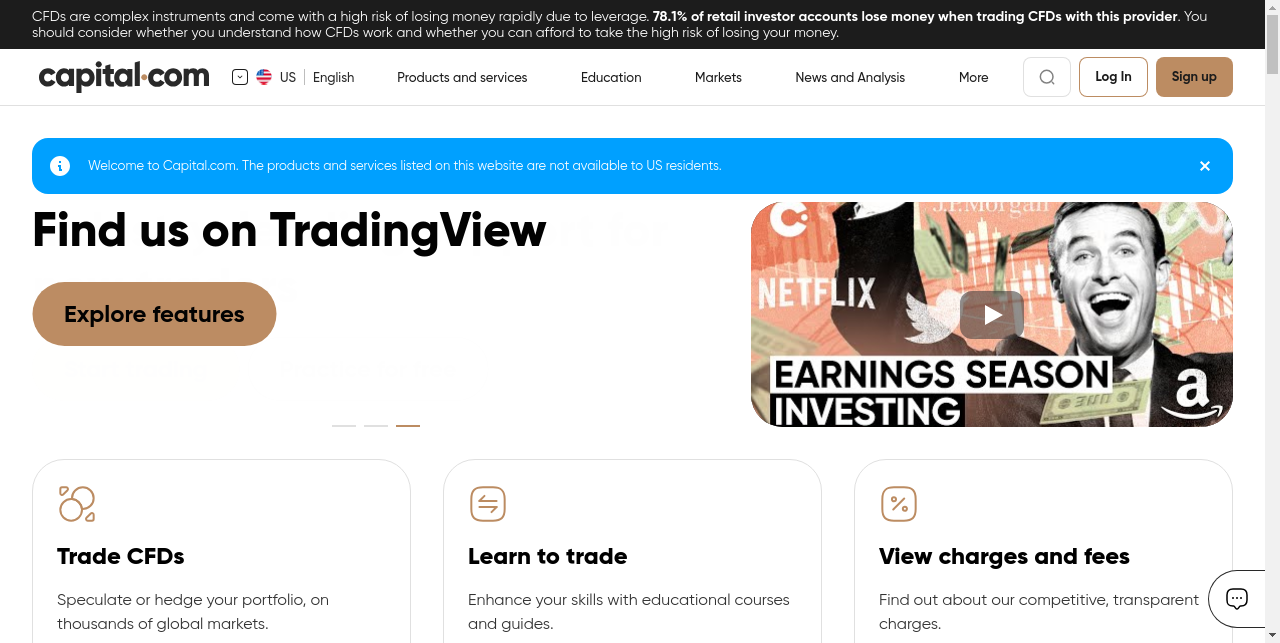 CFDs are complex instruments and come with a high risk of losing money rapidly due to leverage. 78.1% of retail investor accounts lose money when trading CFDs with this provider. You
should consider whether you understand how CFDs work and whether you can afford to take the high risk of losing your money.
capital.com
US
English
Products and services
Education
Markets
News and Analysis
More
Log In
Sign up
Welcome to Capital.com. The products and services listed on this website are not available to US residents.
Find us on TradingView
Explore features
J.P.Morgan
NETFLIX
EARNINGS SEASON
INVESTING
a
Trade CFDs
Speculate or hedge your portfolio, on
thousands of global markets.
Learn to trade
Enhance your skills with educational courses
and guides.
View charges and fees
Find out about our competitive, transparent
charges.